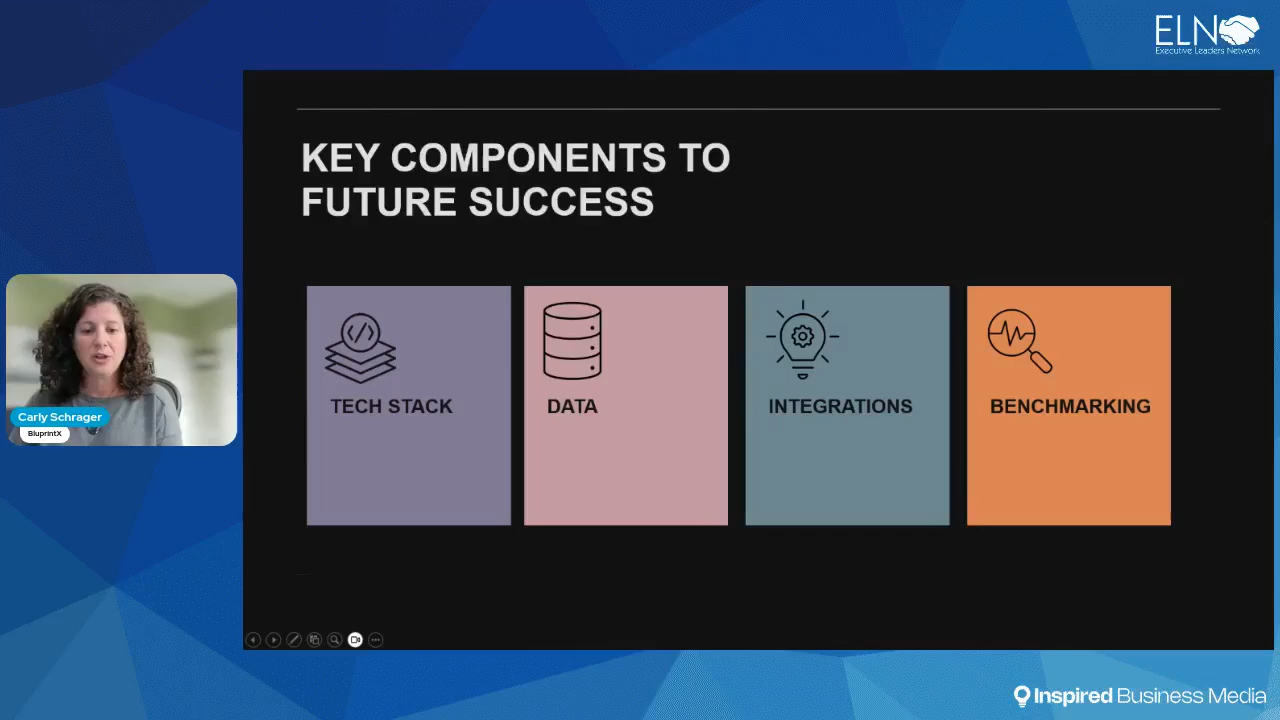 ELN
Executive Leaders Network
KEY COMPONENTS TO
FUTURE SUCCESS
TECH STACK
DATA
INTEGRATIONS
BENCHMARKING
Carly Schrager
BluprintX
Inspired Business Media